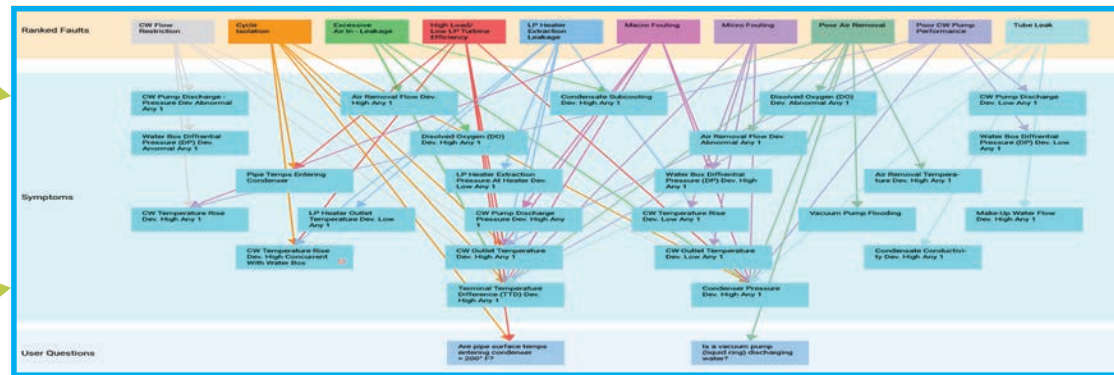 Ranked Faults
CW Flow
Restriction
Cycle
Isolation
Excessive
Air In - Leakage
High Load/
Low LP Turbine
Efficiency
LP Heater
Extraction
Leakage
Macro Fouling
Micro Fouling
Poor Air Removal
Poor CW Pump
Performance
Tube Leak
Symptoms
CW Pump Discharge -
Pressure Dev Abnormal
Any 1
Air Removal Flow Dev.
High Any 1
Condensate Subcooling
Dev. High Any 1
Disolved Oxygen (DO)
Dev. Abnormal Any 1
CW Pump Discharge
Dev. Low Any 1
Water Box Diffrential
Pressure (DP) Dev.
Anormal Any 1
Disolved Oxygen (DO)
Dev. High Any 1
Air Removal Flow Dev.
Abnormal Any 1
Water Box Diffrential
Pressure (DP) Dev. Low
Any 1
Pipe Temps Entering
Condenser
LP Heater Extraction
Pressure At Heater Dev.
Low Any 1
Water Box Diffrential
Pressure (DP) Dev. High
Any 1
Air Removal Tempera-
ture Dev. High Any 1
CW Temperature Rise
Dev. High Any 1
LP Heater Outlet
Temperature Dev. Low
Any 1
CW Pump Discharge
Pressure Dev. High Any
1
CW Temperature Rise
Dev. Low Any 1
Vacuum Pump Flooding
Make-Up Water Flow
Dev. High Any 1
CW Temperature Rise
Dev. High Concurrent
With Water Box
CW Outlet Temperature
Dev. High Any 1
CW Outlet Temperature
Dev. Low Any 1
Condensate Conductivi-
ty Dev. High Any 1
Terminal Temperature
Difference (TTD) Dev.
High Any 1
Condenser Pressure
Dev. High Any 1
User Questions
Are pipe surface temps
entering condenser
> 200° F?
Is a vacuum pump
(liquid ring) discharging
water?